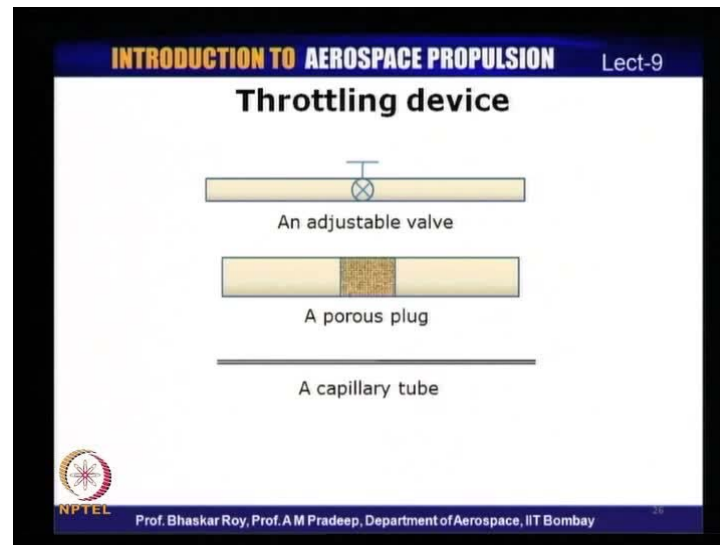 INTRODUCTION TO AEROSPACE PROPULSION Lect-9
Throttling device
An adjustable valve
A porous plug
A capillary tube
NPTEL
Prof. Bhaskar Roy, Prof. A M Pradeep, Department of Aerospace, IIT Bombay
26